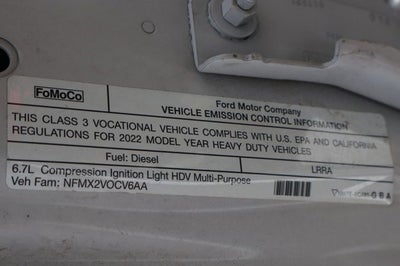 FoMoCo
Ford Motor Company
VEHICLE EMISSION CONTROL INFORMATION
THIS CLASS 3 VOCATIONAL VEHICLE COMPLIES WITH U.S. EPA AND CALIFORNIA
REGULATIONS FOR 2022 MODEL YEAR HEAVY DUTY VEHICLES
Fuel: Diesel
LRRA
6.7L Compression Ignition Light HDV Multi-Purpose
Veh Fam: NFMX2VOCV6AA
GBA